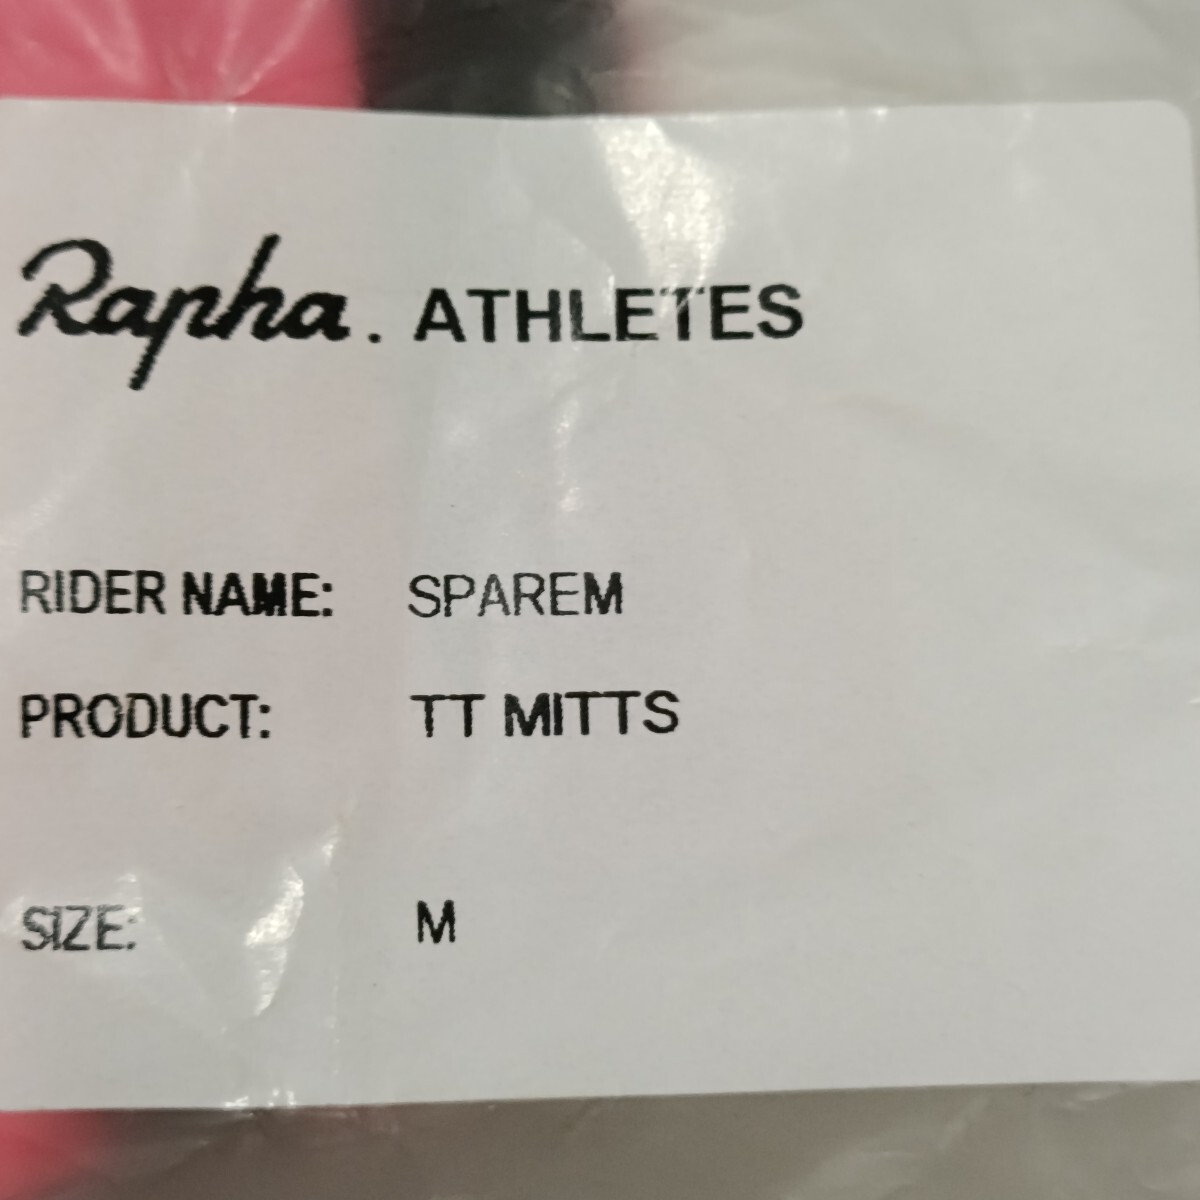 Rapha. ATHLETES
RIDER NAME: SPAREM
PRODUCT: TT MITTS
SIZE: M